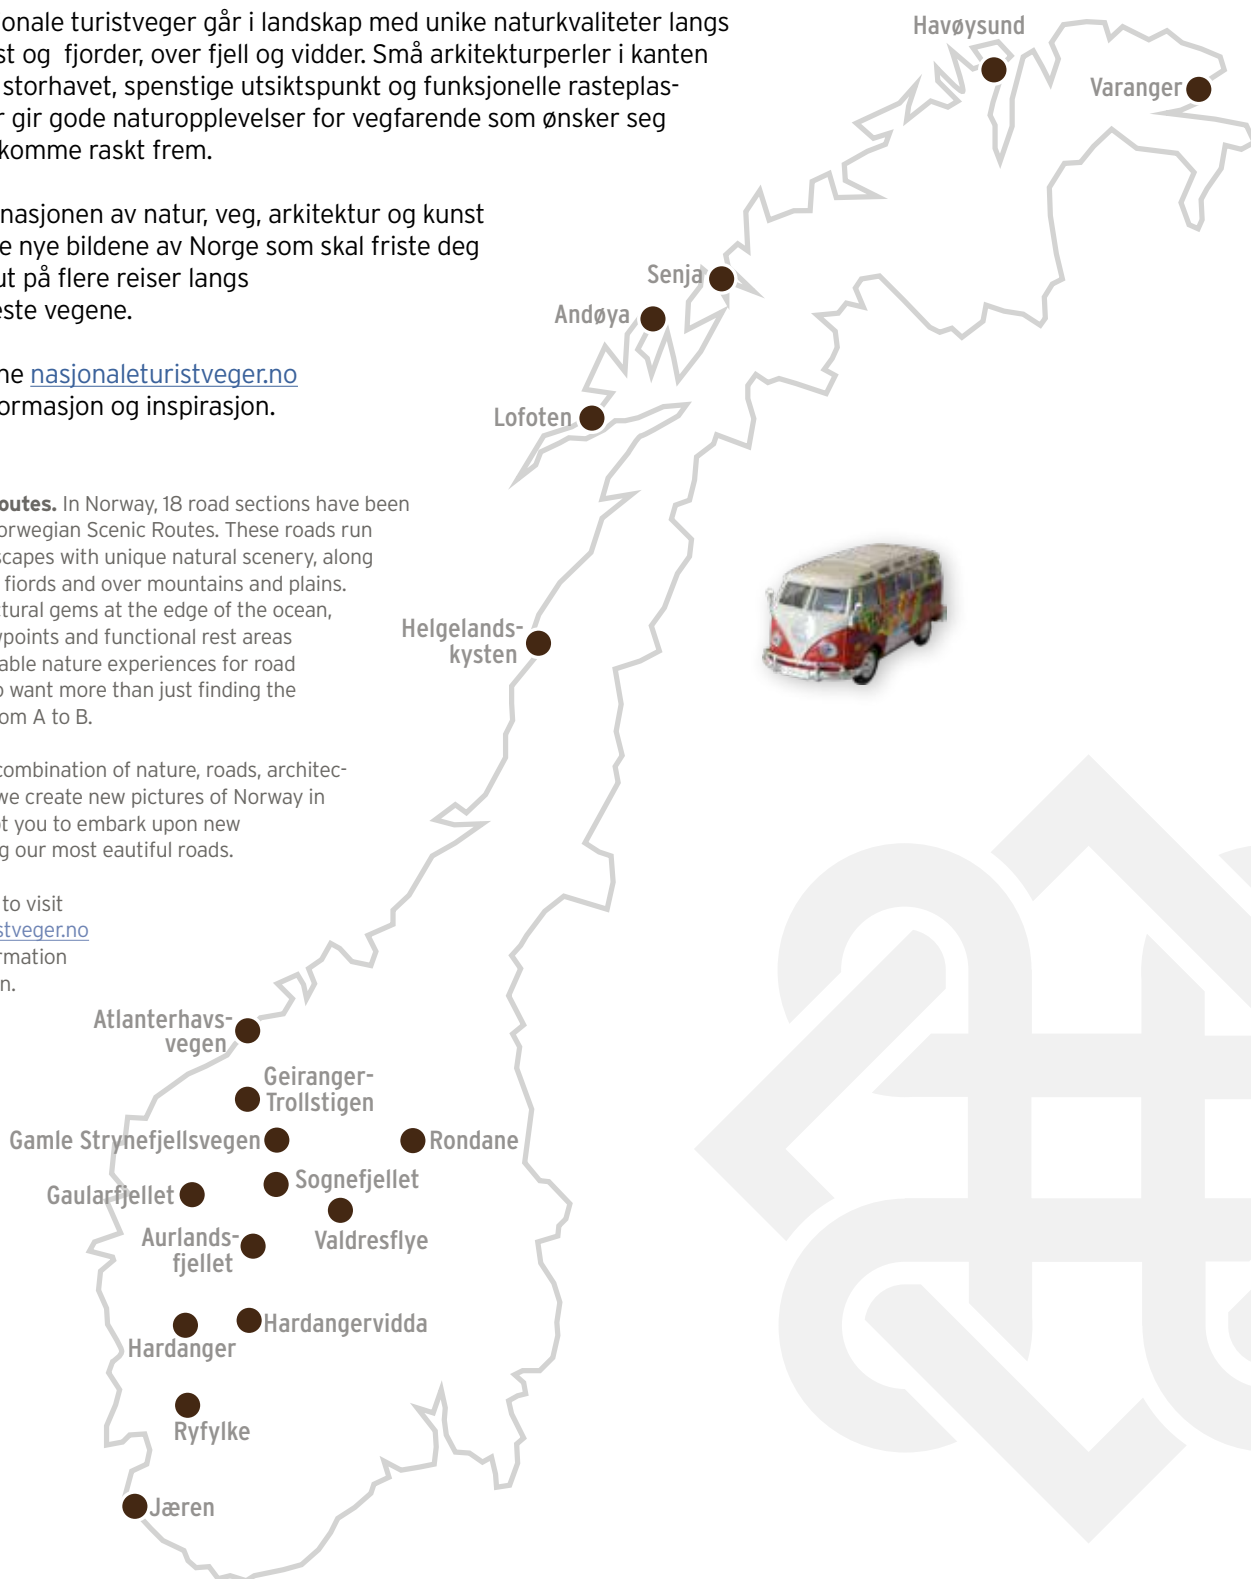 onale turistveger går i landskap med unike naturkvaliteter langs
st og fjorder, over fjell og vidder. Små arkitekturperler i kanten
storhavet, spenstige utsiktspunkt og funksjonelle rasteplas-
r gir gode naturopplevelser for vegfarende som ønsker seg
komme raskt frem.
nasjonen av natur, veg, arkitektur og kunst
e nye bildene av Norge som skal friste deg
ut på flere reiser langs
este vegene.
ne nasjonaleturistveger.no
ormasjon og inspirasjon.
outes. In Norway, 18 road sections have been
orwegian Scenic Routes. These roads run
scapes with unique natural scenery, along
fiords and over mountains and plains.
ctural gems at the edge of the ocean,
wpoints and functional rest areas
able nature experiences for road
o want more than just finding the
om A to B.
combination of nature, roads, architec-
we create new pictures of Norway in
pt you to embark upon new
g our most eautiful roads.
to visit
stveger.no
rmation
n.
Havøysund
Varanger
Senja
Andøya
Lofoten
Helgelands-
kysten
Atlanterhavs-
vegen
Geiranger-
Trollstigen
Gamle Strynefjellsvegen
Rondane
Sognefjellet
Gaularfjellet
Valdresflye
Aurlands-
fjellet
Hardangervidda
Hardanger
Ryfylke
Jæren